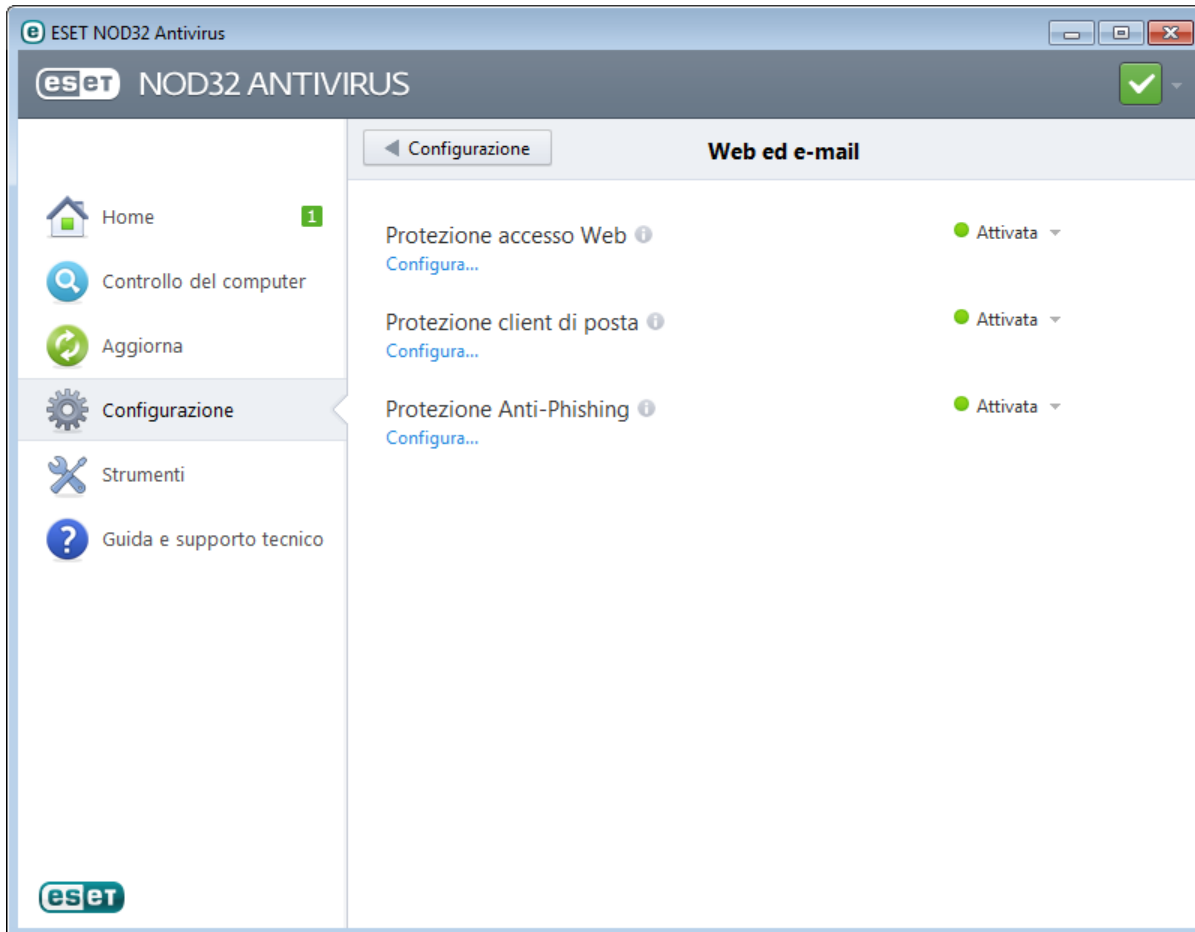 ESET NOD32 Antivirus
eset NOD32 ANTIVIRUS
Configurazione
Web ed e-mail
Home 1
Controllo del computer
Aggiorna
Configurazione
Strumenti
Guida e supporto tecnico
Protezione accesso Web Attivata
Configura...
Protezione client di posta Attivata
Configura...
Protezione Anti-Phishing Attivata
Configura...
eset